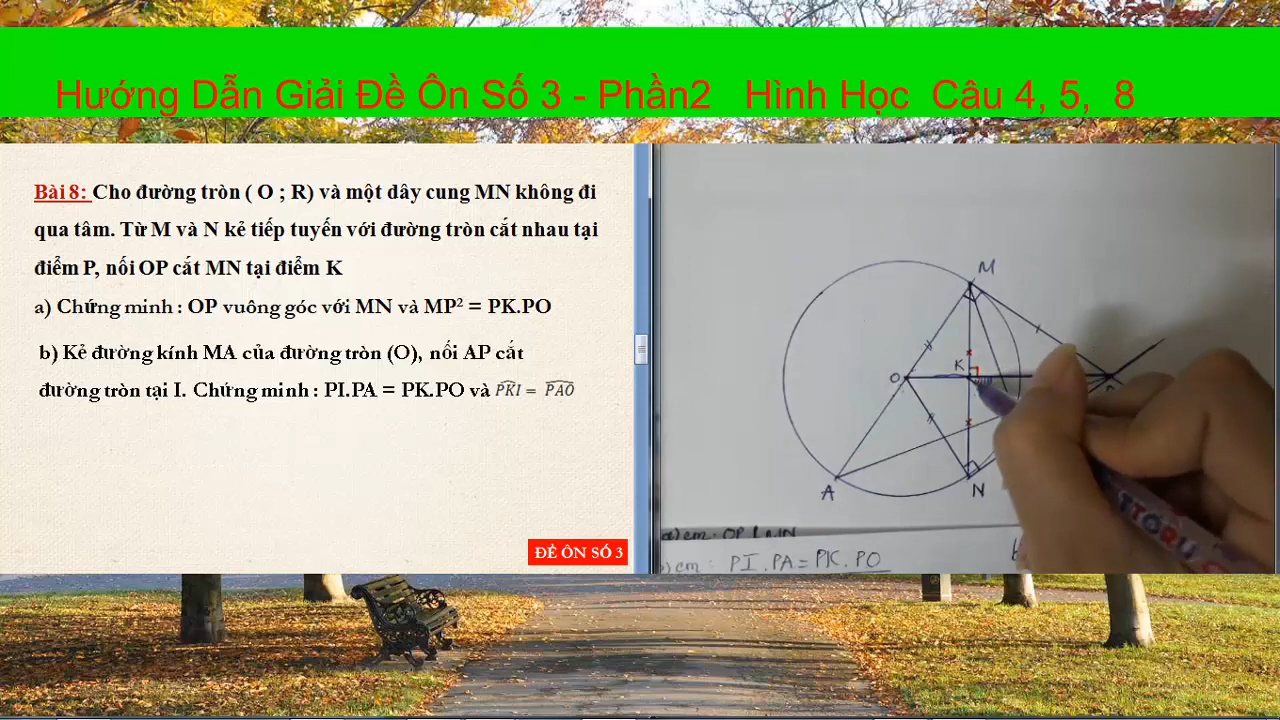 Hướng Dẫn Giải Đề Ôn Số 3 - Phần2 Hình Học Câu 4, 5, 8
Bài 8: Cho đường tròn ( O ; R) và một dây cung MN không đi
qua tâm. Từ M và N kẻ tiếp tuyến với đường tròn cắt nhau tại
điểm P, nối OP cắt MN tại điểm K
a) Chứng minh : OP vuông góc với MN và MP² = PK.PO
b) Kẻ đường kính MA của đường tròn (O), nối AP cắt
đường tròn tại I. Chứng minh : PI.PA = PK.PO và PKI = PAO
ĐỀ ÔN SỐ 3
M
K
O
A
N
a) cm. OP ⊥ MN
) cm : PI.PA = PK.PO